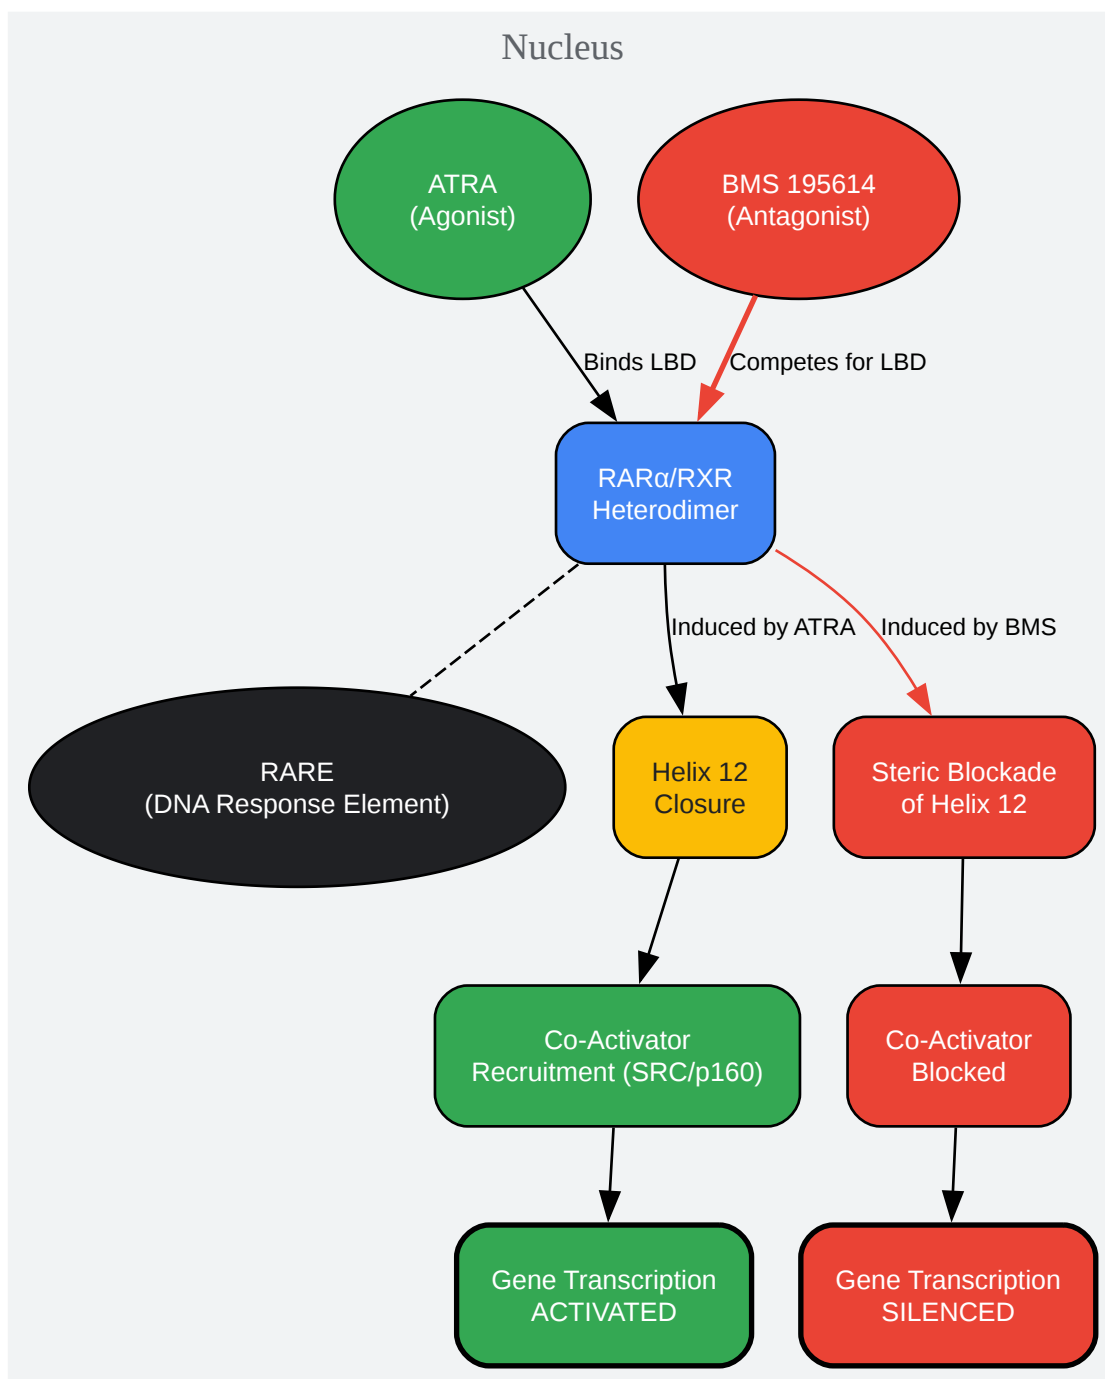 Nucleus
ATRA
(Agonist)
BMS 195614
(Antagonist)
Binds LBD
Competes for LBD
RARα/RXR
Heterodimer
Induced by ATRA
Induced by BMS
RARE
(DNA Response Element)
Helix 12
Closure
Steric Blockade
of Helix 12
Co-Activator
Recruitment (SRC/p160)
Co-Activator
Blocked
Gene Transcription
ACTIVATED
Gene Transcription
SILENCED